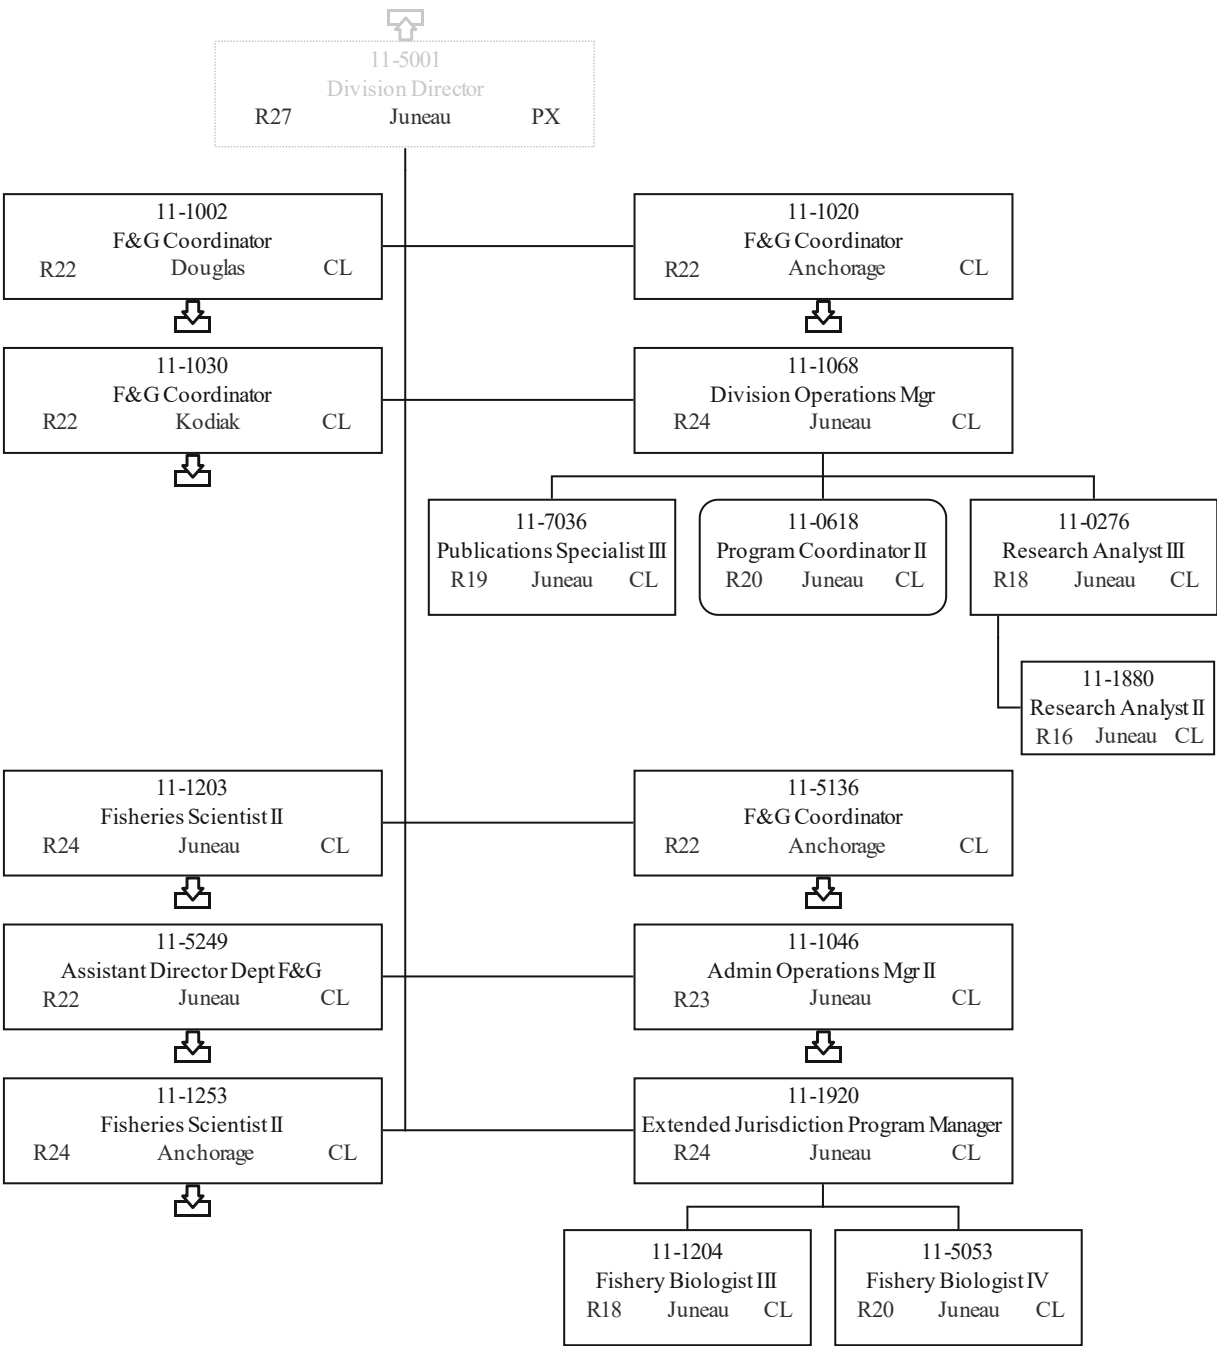 11-5001
Division Director
R27 Juneau PX
11-1002
F&G Coordinator
R22 Douglas CL
11-1020
F&G Coordinator
R22 Anchorage CL
11-1030
F&G Coordinator
R22 Kodiak CL
11-1068
Division Operations Mgr
R24 Juneau CL
11-7036
Publications Specialist III
R19 Juneau CL
11-0618
Program Coordinator II
R20 Juneau CL
11-0276
Research Analyst III
R18 Juneau CL
11-1880
Research Analyst II
R16 Juneau CL
11-1203
Fisheries Scientist II
R24 Juneau CL
11-5136
F&G Coordinator
R22 Anchorage CL
11-5249
Assistant Director Dept F&G
R22 Juneau CL
11-1046
Admin Operations Mgr II
R23 Juneau CL
11-1253
Fisheries Scientist II
R24 Anchorage CL
11-1920
Extended Jurisdiction Program Manager
R24 Juneau CL
11-1204
Fishery Biologist III
R18 Juneau CL
11-5053
Fishery Biologist IV
R20 Juneau CL